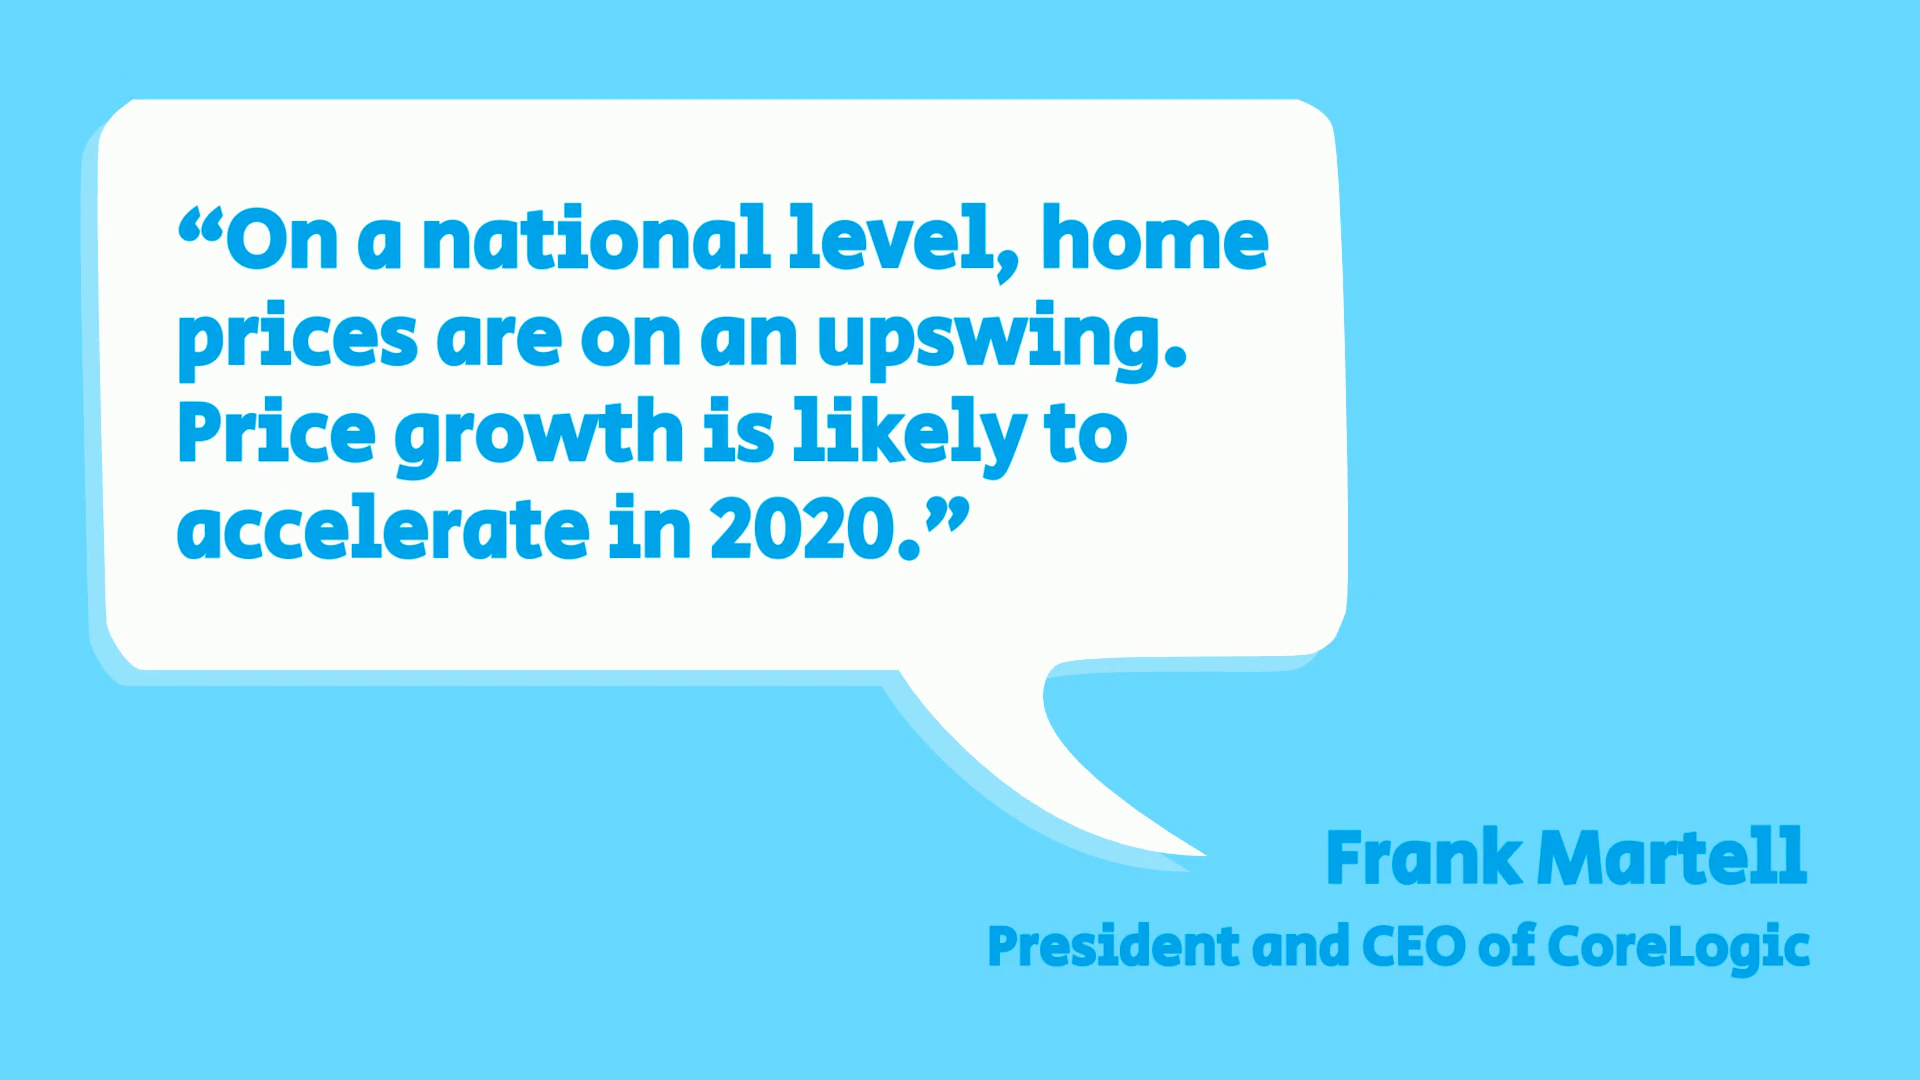 “On a national level, home
prices are on an upswing.
Price growth is likely to
accelerate in 2020.”
Frank Martell
President and CEO of CoreLogic